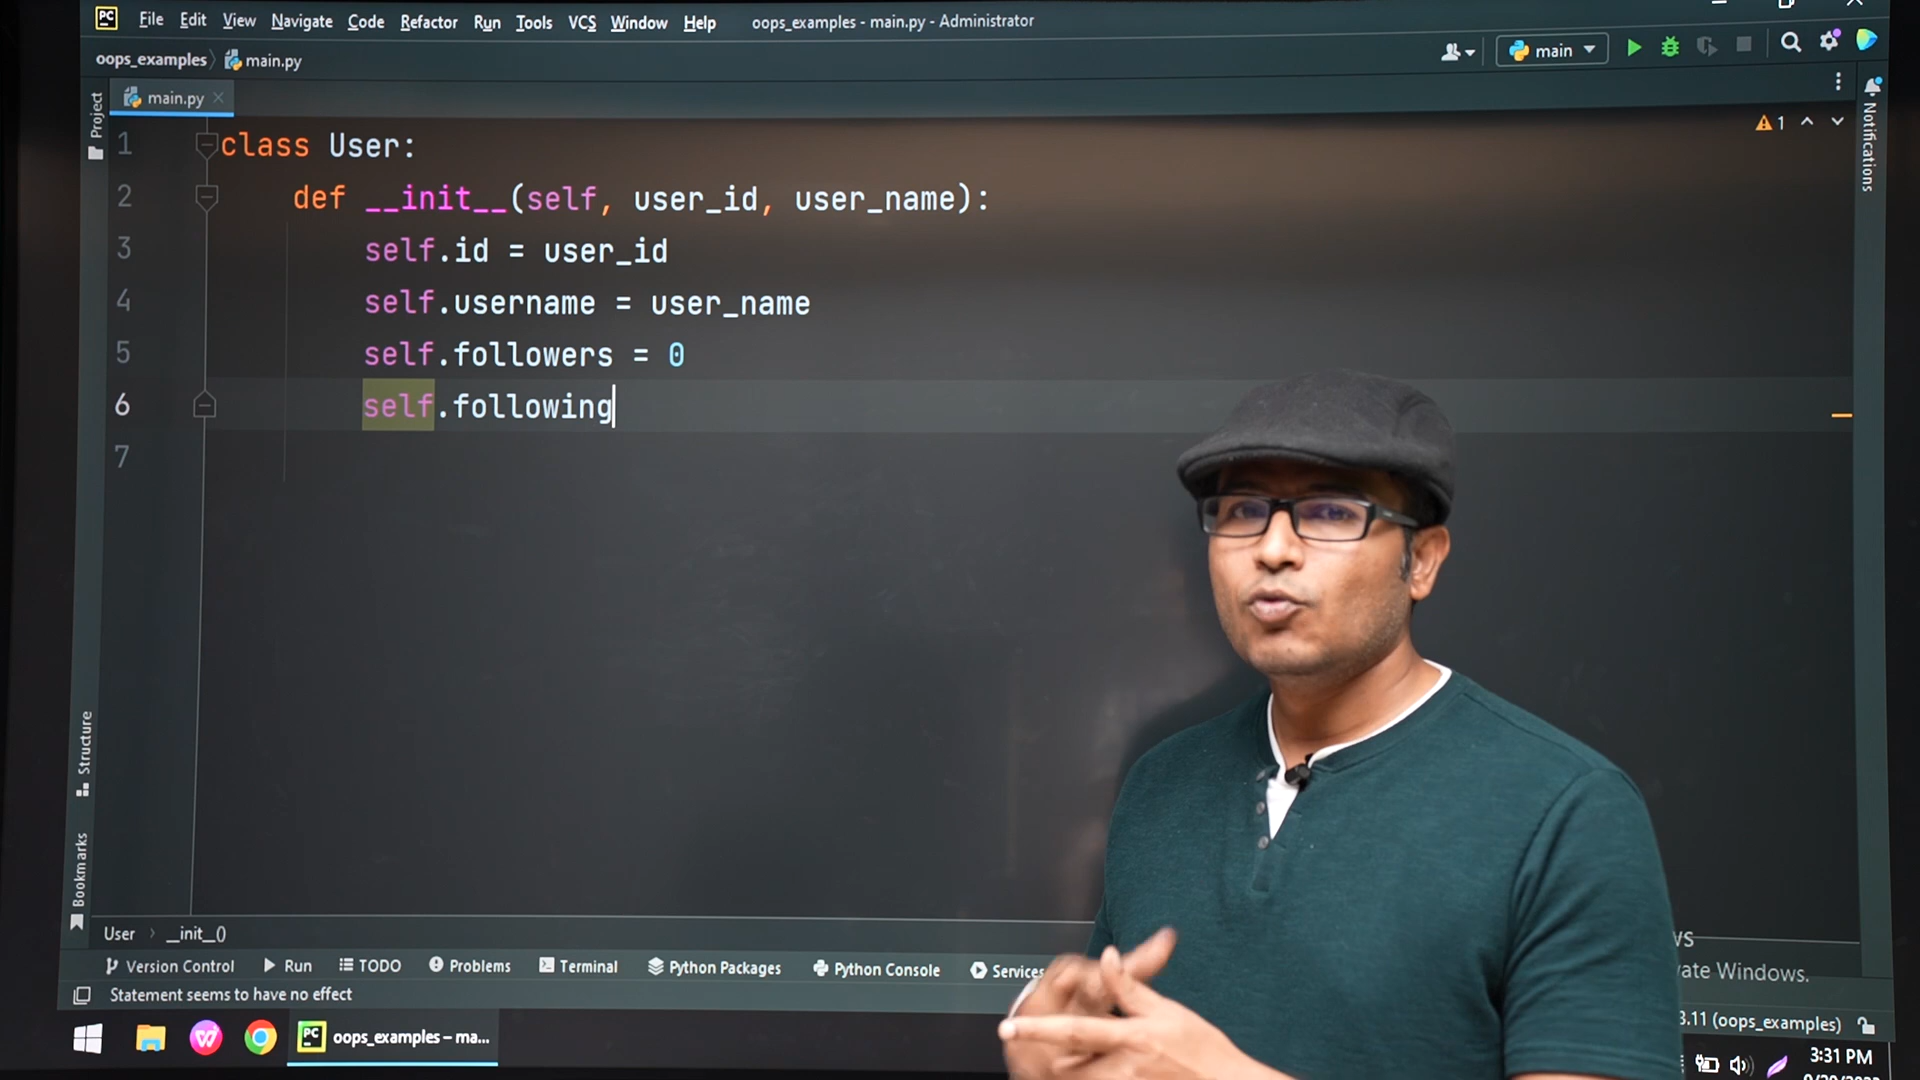 PC File Edit View Navigate Code Refactor Run Tools VCS Window Help oops_examples - main.py - Administrator
oops_examples main.py
main
main.py
Project
Notifications
1
1 class User:
2 def __init__(self, user_id, user_name):
3 self.id = user_id
4 self.username = user_name
5 self.followers = 0
6 self.following
7
Structure
Bookmarks
User __init__()
Version Control Run TODO Problems Terminal Python Packages Python Console Services
vate Windows.
Statement seems to have no effect
3.11 (oops_examples)
PC oops_examples – ma...
3:31 PM